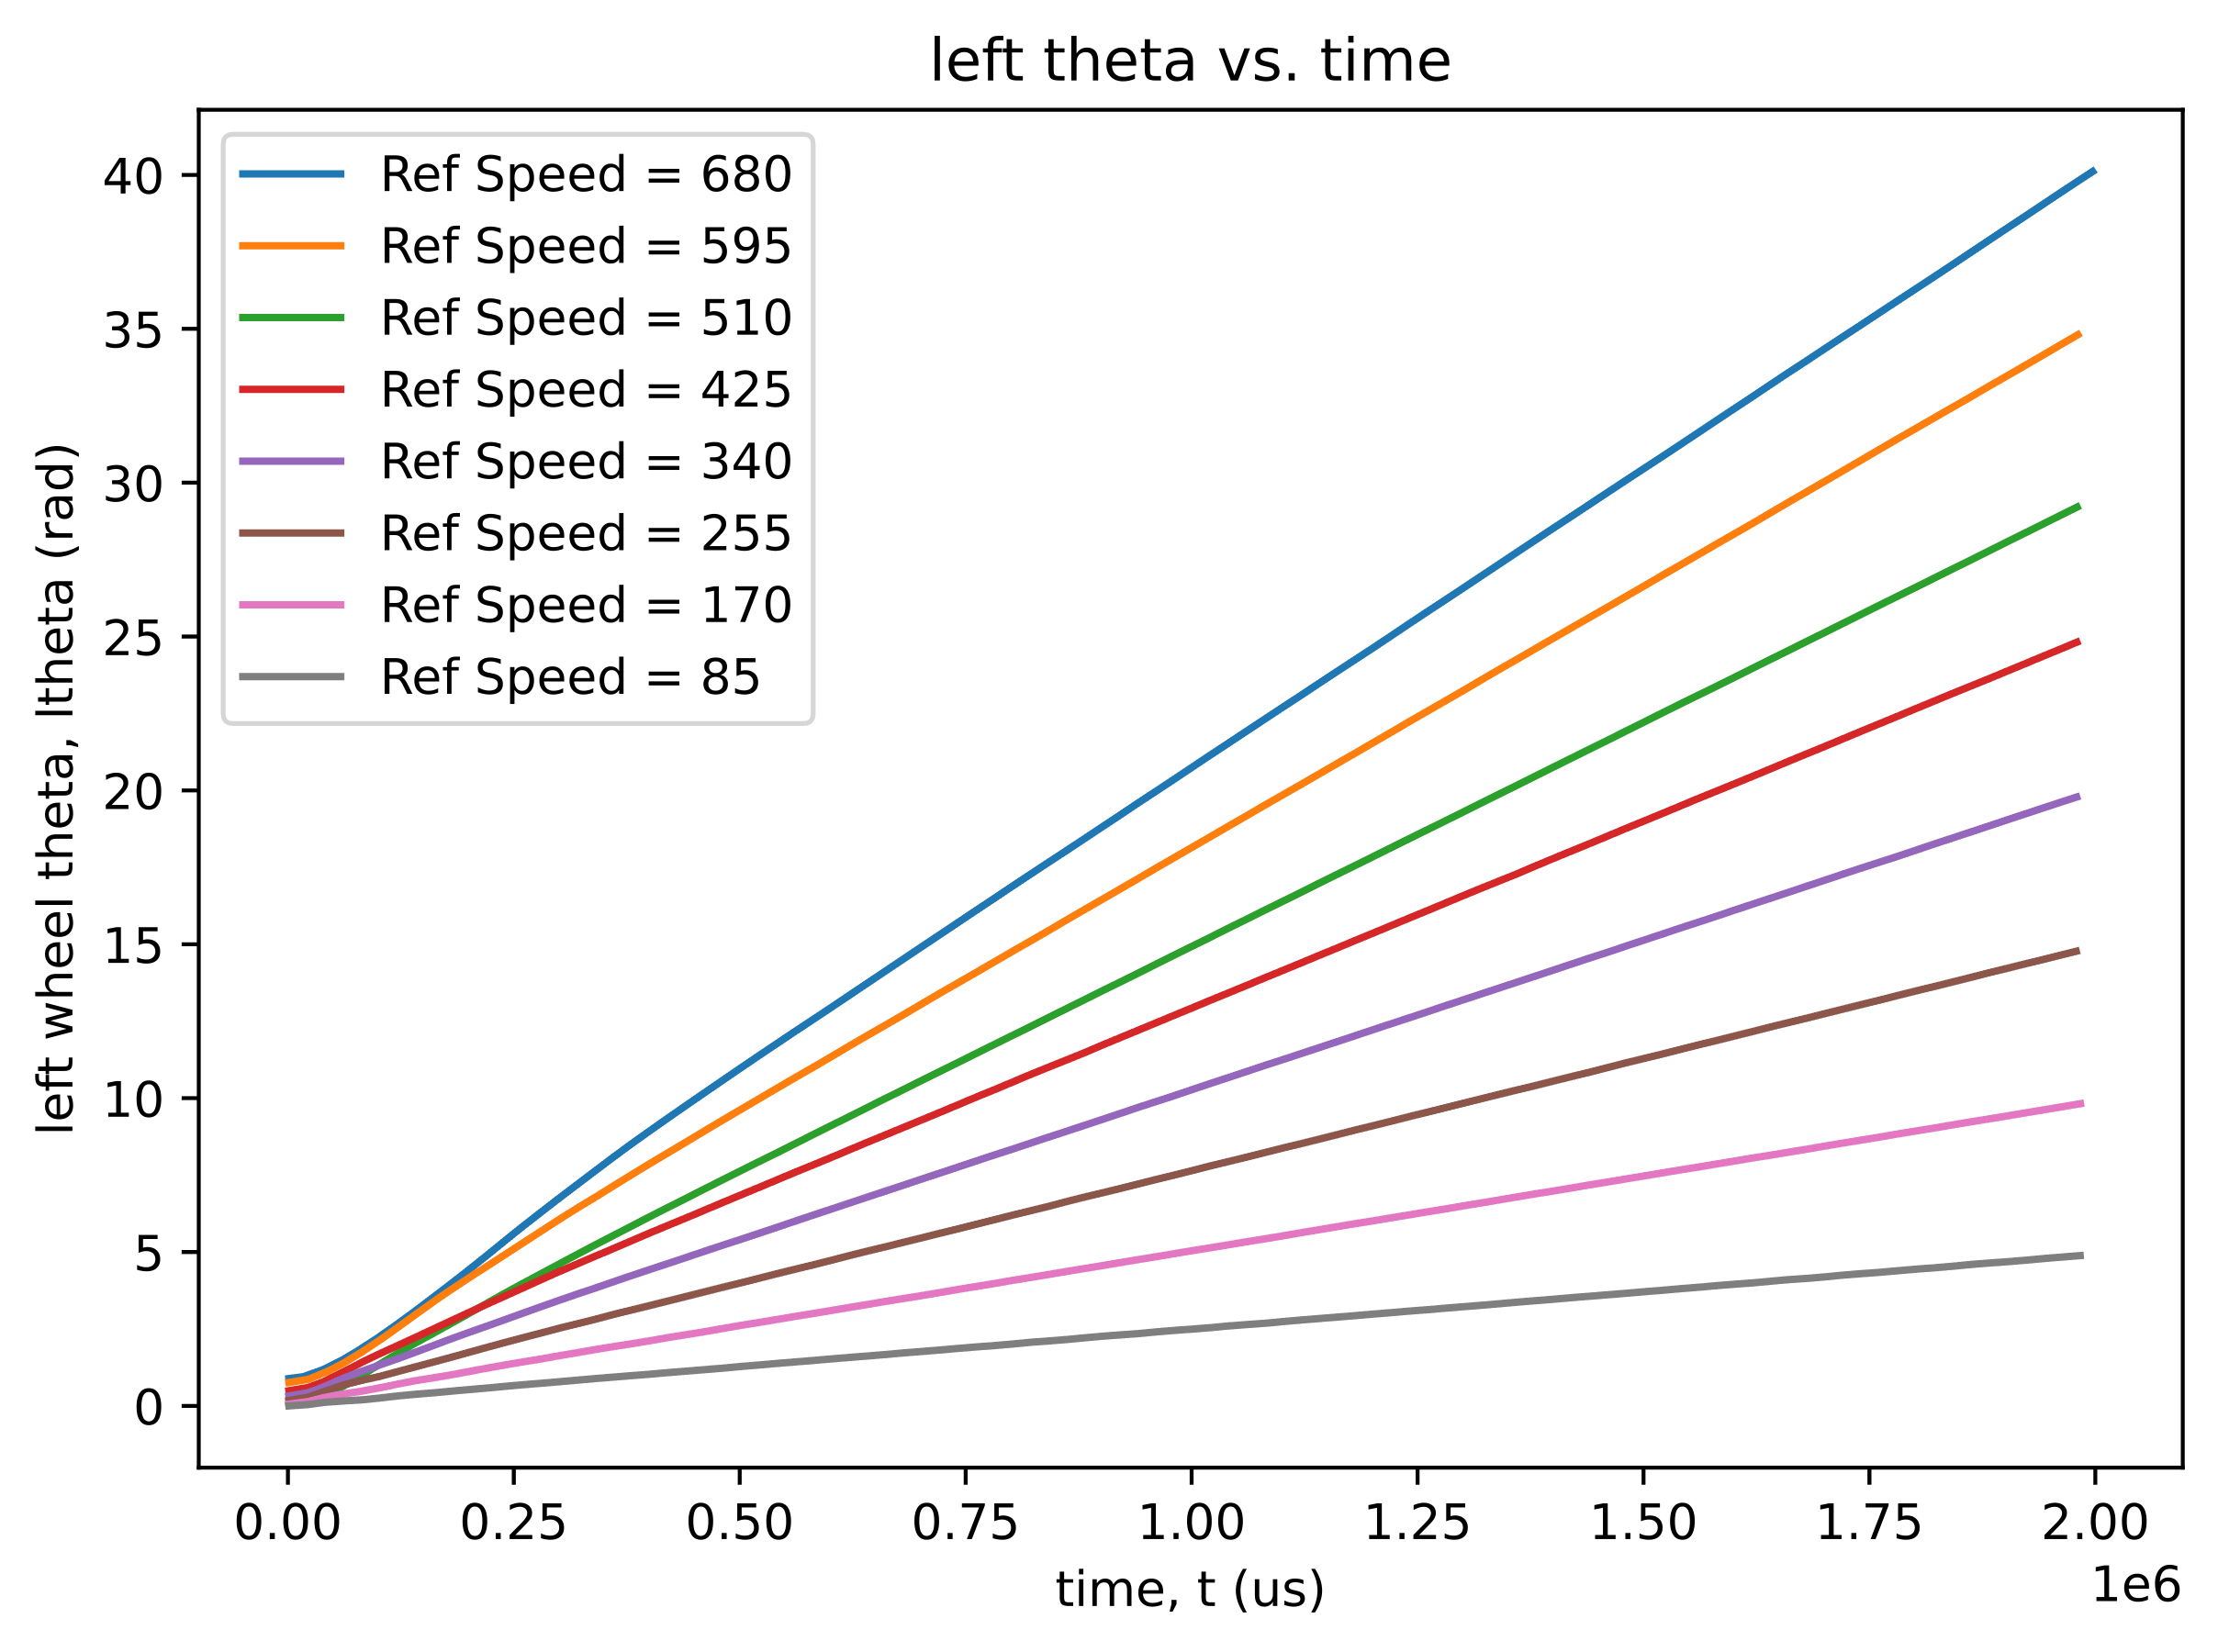 left theta vs. time
left wheel theta, ltheta (rad)
40
35
30
25
20
15
10
5
0
Ref Speed = 680
Ref Speed = 595
Ref Speed = 510
Ref Speed = 425
Ref Speed = 340
Ref Speed = 255
Ref Speed = 170
Ref Speed = 85
0.00 0.25 0.50 0.75 1.00 1.25 1.50 1.75 2.00
1e6
time, t (us)